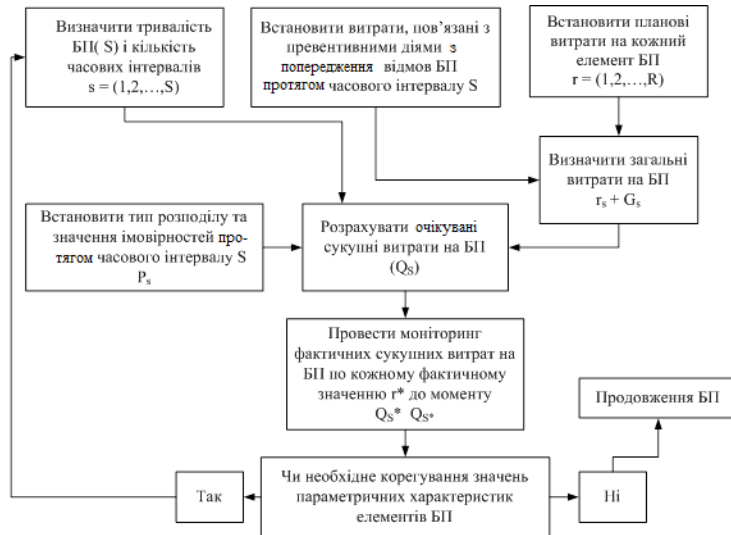 Визначити тривалість
БП( S) і кількість
часових інтервалів
s = (1,2,…,S)
Встановити витрати, пов’язані з
превентивними діями з
попередження відмов БП
протягом часового інтервалу S
Встановити планові
витрати на кожний
елемент БП
r = (1,2,…,R)
Визначити загальні
витрати на БП
rs + Gs
Встановити тип розподілу та
значення імовірностей про-
тягом часового інтервалу S
Ps
Розрахувати очікувані
сукупні витрати на БП
(QS)
Провести моніторинг
фактичних сукупних витрат на
БП по кожному фактичному
значенню r* до моменту
QS* QS*
Продовження БП
Так
Чи необхідне корегування значень
параметричних характеристик
елементів БП
Ні